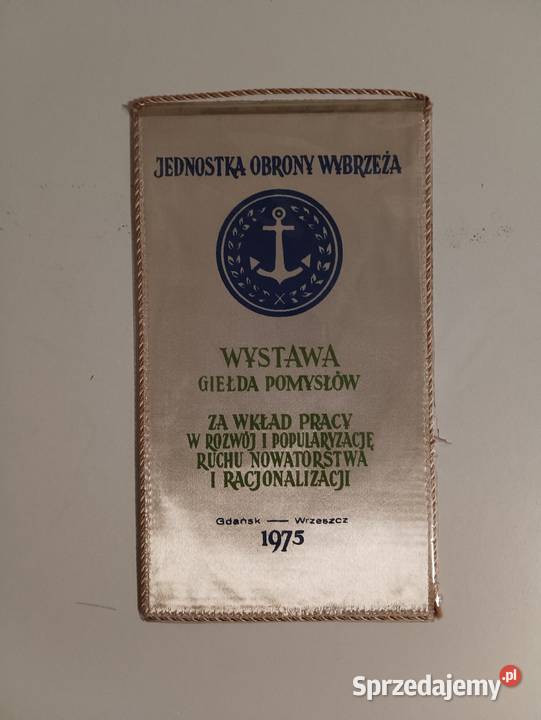 JEDNOSTKA OBRONY WYBRZEŻA
WYSTAWA
GIEŁDA POMYSŁÓW
ZA WKŁAD PRACY
W ROZWÓJ I POPULARYZACJĘ
RUCHU NOWATORSTWA
I RACJONALIZACJI
Gdańsk — Wrzeszcz
1975
Sprzedajemy.pl